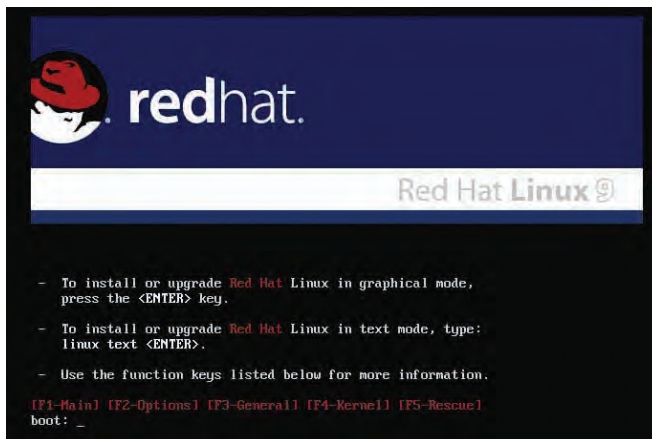 redhat.
Red Hat Linux 9
- To install or upgrade Red Hat Linux in graphical mode,
press the <ENTER> key.
- To install or upgrade Red Hat Linux in text mode, type:
linux text <ENTER>.
- Use the function keys listed below for more information.
[F1-Main] [F2-Options] [F3-General] [F4-Kernel] [F5-Rescue]
boot: _